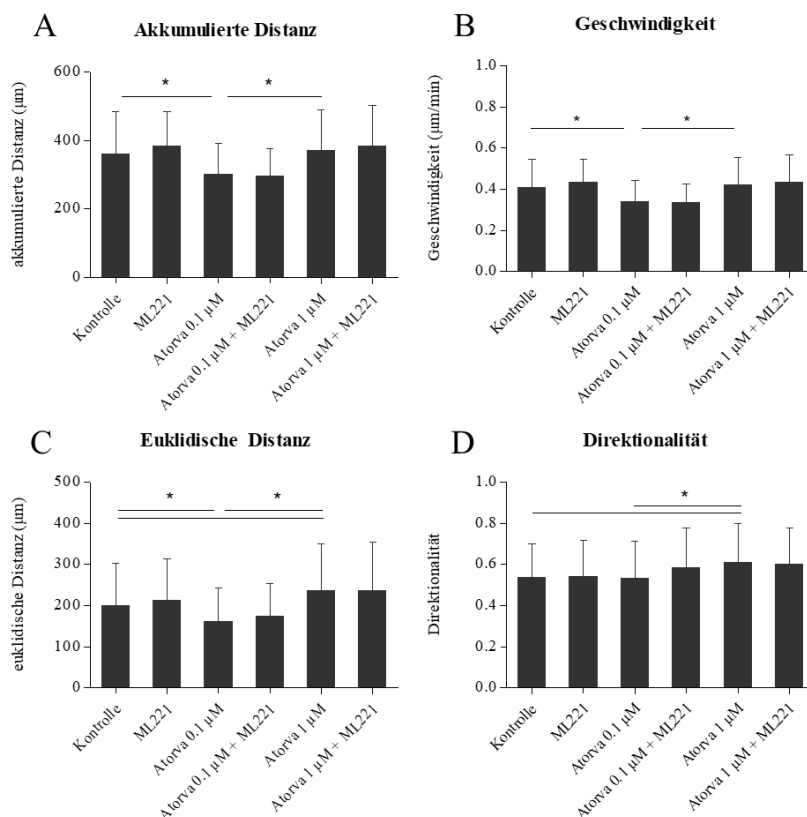 A
Akkumulierte Distanz
akkumulierte Distanz (µm)
600
400
200
0
*
*
Kontrolle
ML221
Atorva 0.1 µM
Atorva 0.1 µM + ML221
Atorva 1 µM
Atorva 1 µM + ML221
B
Geschwindigkeit
Geschwindigkeit (µm/min)
1.0
0.8
0.6
0.4
0.2
0.0
*
*
Kontrolle
ML221
Atorva 0.1 µM
Atorva 0.1 µM + ML221
Atorva 1 µM
Atorva 1 µM + ML221
C
Euklidische Distanz
euklidische Distanz (µm)
500
400
300
200
100
0
*
*
Kontrolle
ML221
Atorva 0.1 µM
Atorva 0.1 µM + ML221
Atorva 1 µM
Atorva 1 µM + ML221
D
Direktionalität
Direktionalität
1.0
0.8
0.6
0.4
0.2
0.0
*
Kontrolle
ML221
Atorva 0.1 µM
Atorva 0.1 µM + ML221
Atorva 1 µM
Atorva 1 µM + ML221